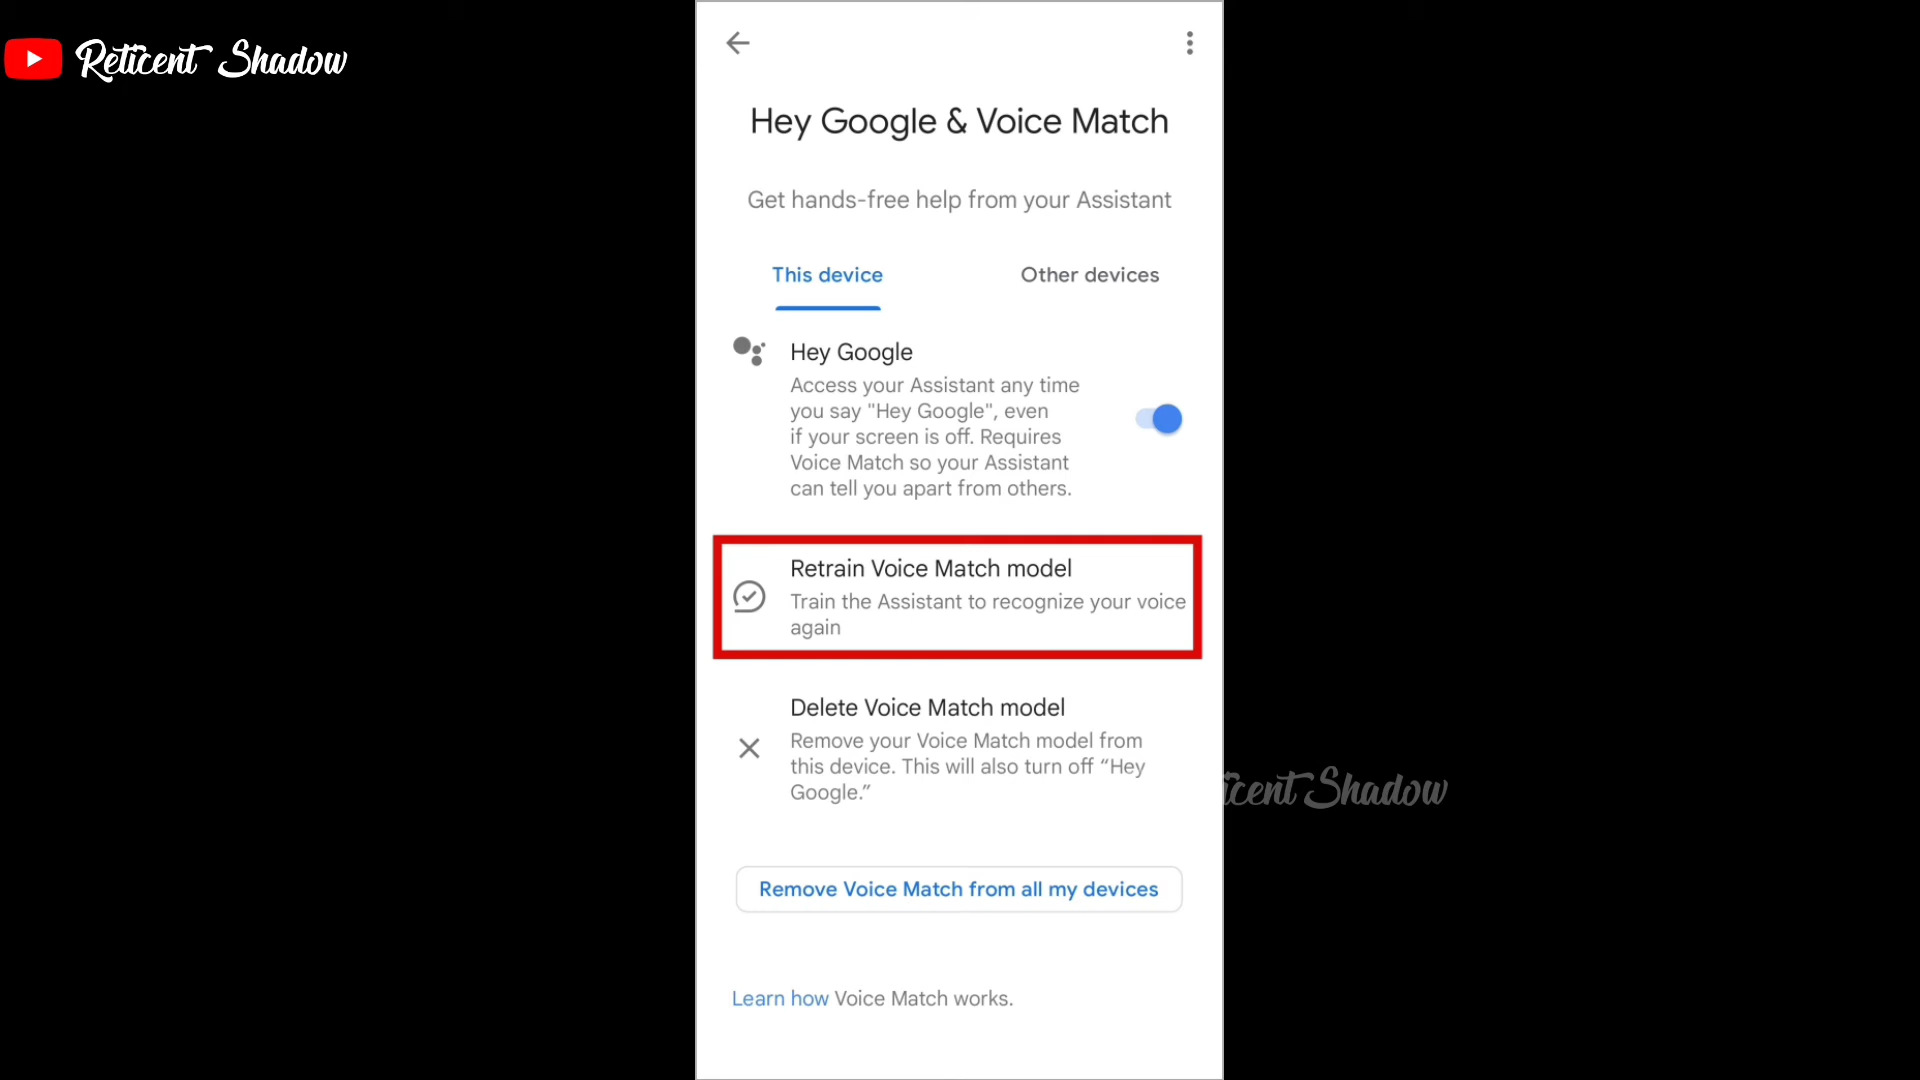 Reticent Shadow
Hey Google & Voice Match
Get hands-free help from your Assistant
This device
Other devices
Hey Google
Access your Assistant any time
you say "Hey Google", even
if your screen is off. Requires
Voice Match so your Assistant
can tell you apart from others.
Retrain Voice Match model
Train the Assistant to recognize your voice
again
Delete Voice Match model
Remove your Voice Match model from
this device. This will also turn off “Hey
Google.”
icent Shadow
Remove Voice Match from all my devices
Learn how Voice Match works.